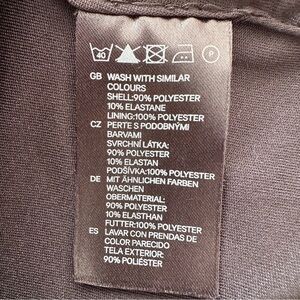 40 P
GB WASH WITH SIMILAR
COLOURS
SHELL:90% POLYESTER
10% ELASTANE
LINING:100% POLYESTER
CZ PERTE S PODOBNÝMI
BARVAMI
SVRCHNÍ LÁTKA:
90% POLYESTER
10% ELASTAN
PODŠÍVKA:100% POLYESTER
DE MIT ÄHNLICHEN FARBEN
WASCHEN
OBERMATERIAL:
90% POLYESTER
10% ELASTHAN
FUTTER:100% POLYESTER
ES LAVAR CON PRENDAS DE
COLOR PARECIDO
TELA EXTERIOR:
90% POLIÉSTER